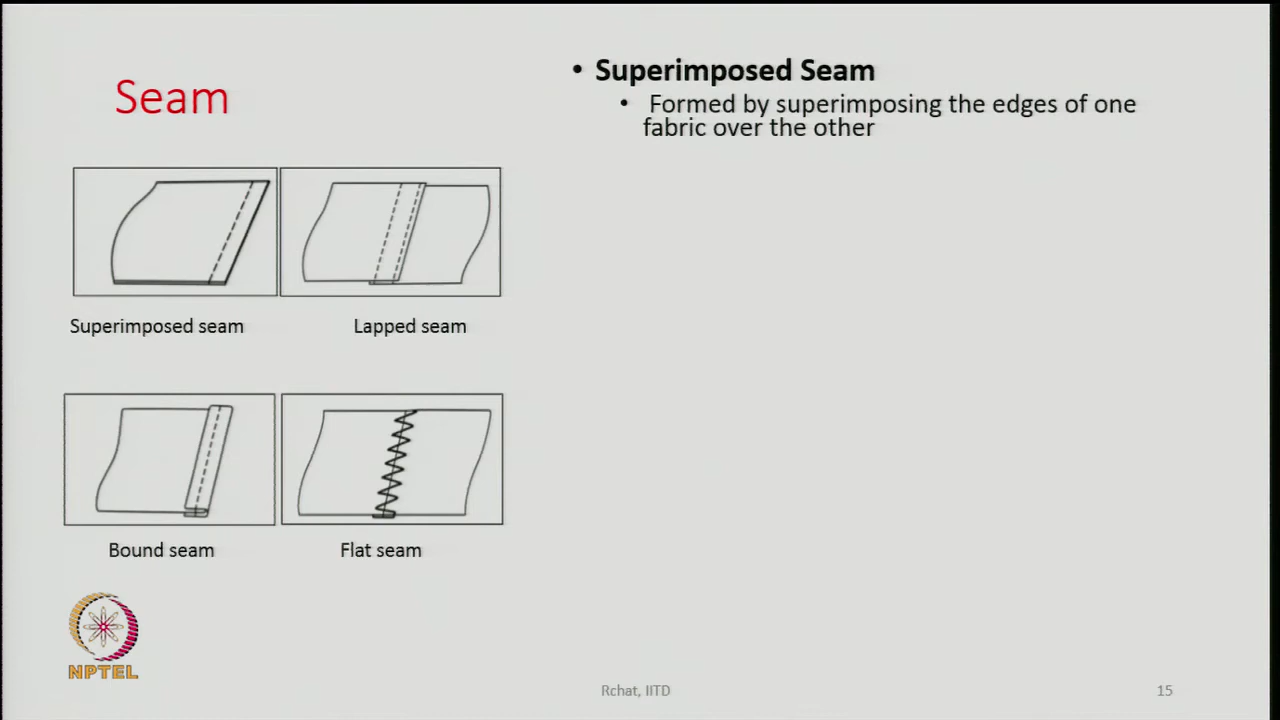 Seam
• Superimposed Seam
• Formed by superimposing the edges of one
fabric over the other
Superimposed seam
Lapped seam
Bound seam
Flat seam
NPTEL
Rchat, IITD
15